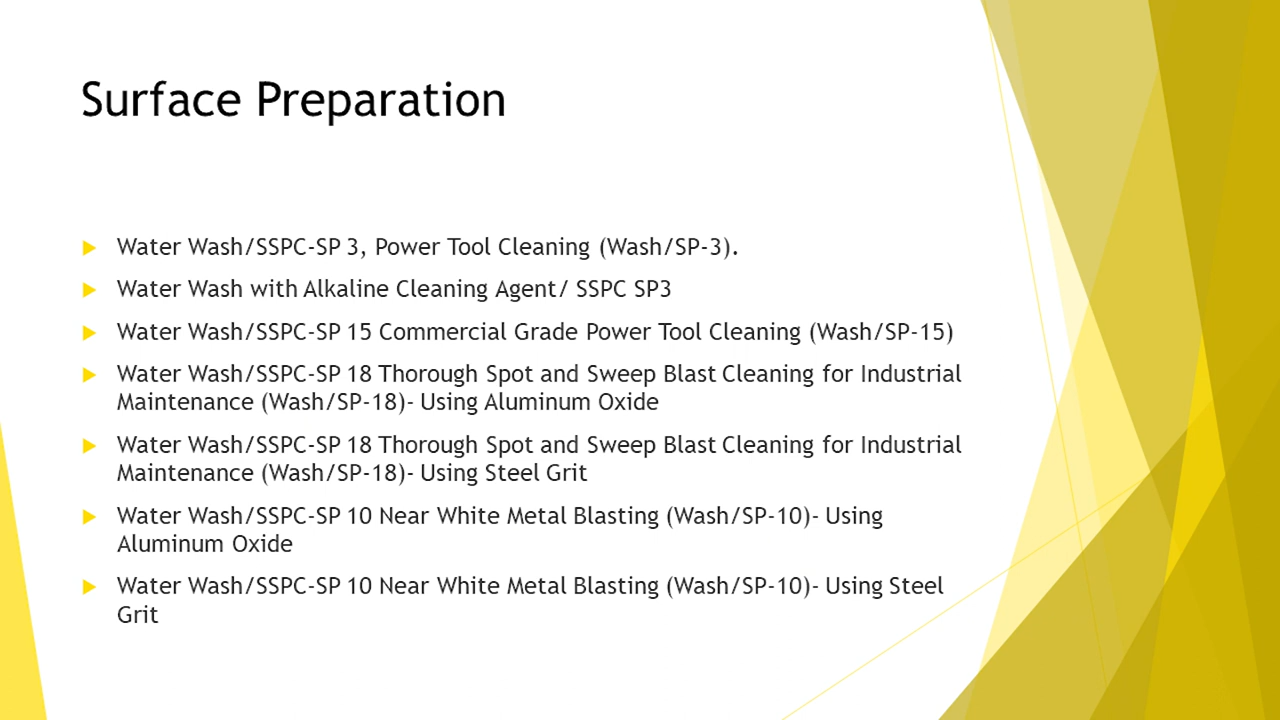 Surface Preparation
Water Wash/SSPC-SP 3, Power Tool Cleaning (Wash/SP-3).
Water Wash with Alkaline Cleaning Agent/ SSPC SP3
Water Wash/SSPC-SP 15 Commercial Grade Power Tool Cleaning (Wash/SP-15)
Water Wash/SSPC-SP 18 Thorough Spot and Sweep Blast Cleaning for Industrial
Maintenance (Wash/SP-18)- Using Aluminum Oxide
Water Wash/SSPC-SP 18 Thorough Spot and Sweep Blast Cleaning for Industrial
Maintenance (Wash/SP-18)- Using Steel Grit
Water Wash/SSPC-SP 10 Near White Metal Blasting (Wash/SP-10)- Using
Aluminum Oxide
Water Wash/SSPC-SP 10 Near White Metal Blasting (Wash/SP-10)- Using Steel
Grit